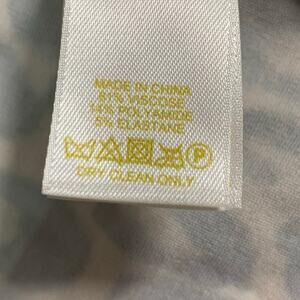 MADE IN CHINA
81% VISCOSE
14% POLYAMIDE
5% ELASTANE
P
DRY CLEAN ONLY